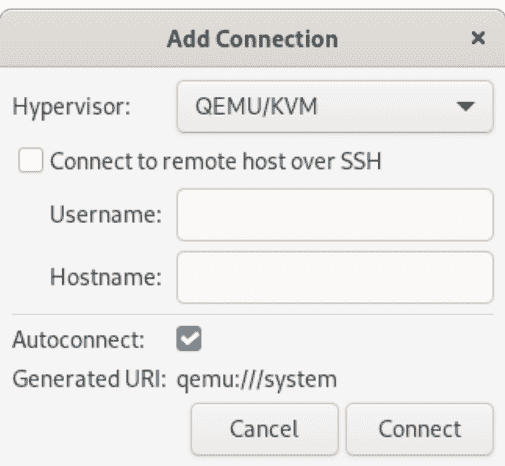 Add Connection ×
Hypervisor: QEMU/KVM
Connect to remote host over SSH
Username:
Hostname:
Autoconnect:
Generated URI: qemu:///system
Cancel Connect